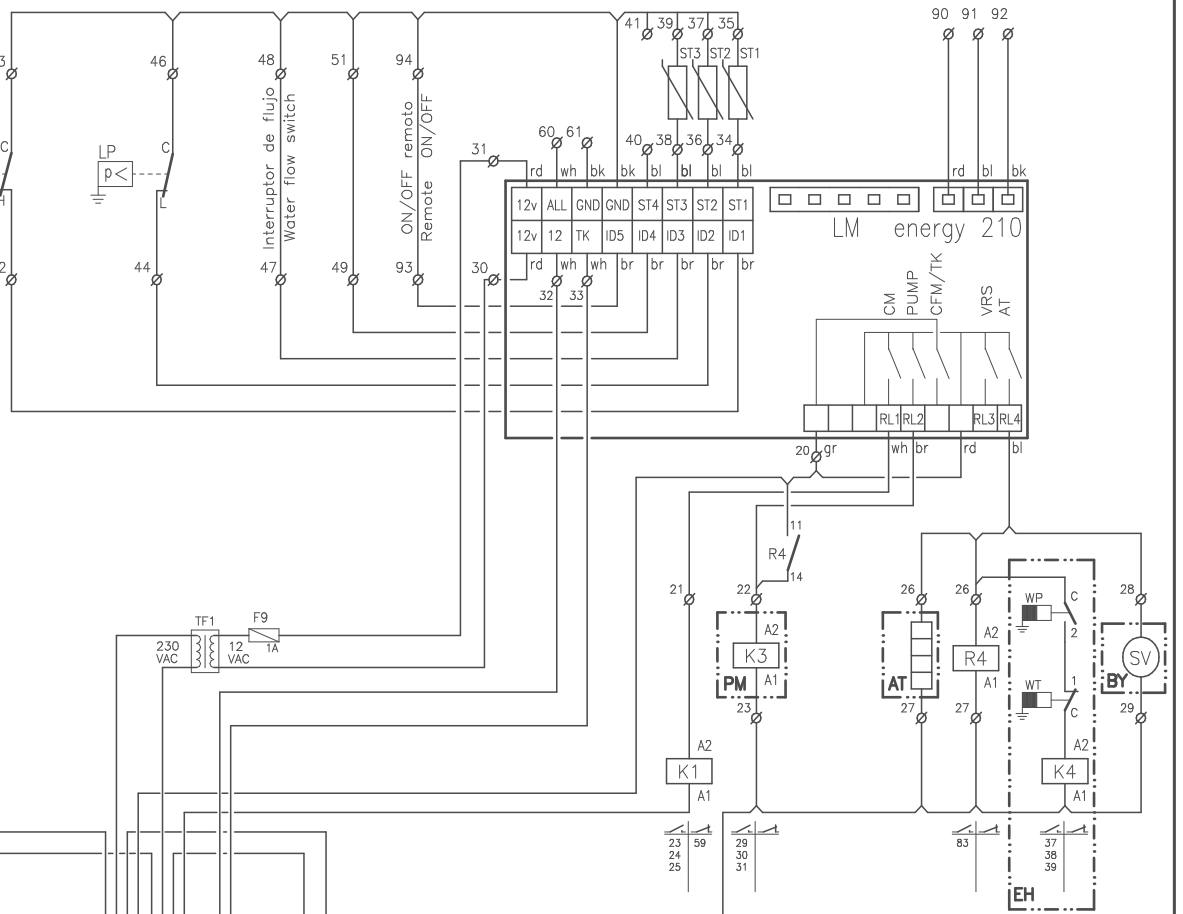 41 39 37 35 90 91 92
ST3 ST2 ST1
3 46 48 51 94
Interruptor de flujo
Water flow switch
ON/OFF remoto
Remote ON/OFF
LP
p<
C
C
H
L
2 44 47 49 93
60 61 40 38 36 34
31
rd wh bk bk bl bl bl bl rd bl bk
12v ALL GND GND ST4 ST3 ST2 ST1
12v 12 TK ID5 ID4 ID3 ID2 ID1
rd wh wh br br br br br
30
32 33
LM energy 210
CM
PUMP
CFM/TK
VRS
AT
RL1 RL2 RL3 RL4
20 gr wh br rd bl
11
R4
14
21 22 26 26 28
TF1 F9
230 VAC
12 VAC
1A
A2
K3
A1
PM
23
AT
27
A2
R4
A1
27
WP
C
2
WT
1
C
SV
BY
29
A2
K1
A1
A2
K4
A1
23 59
24
25
29
30
31
83
37
38
39
EH